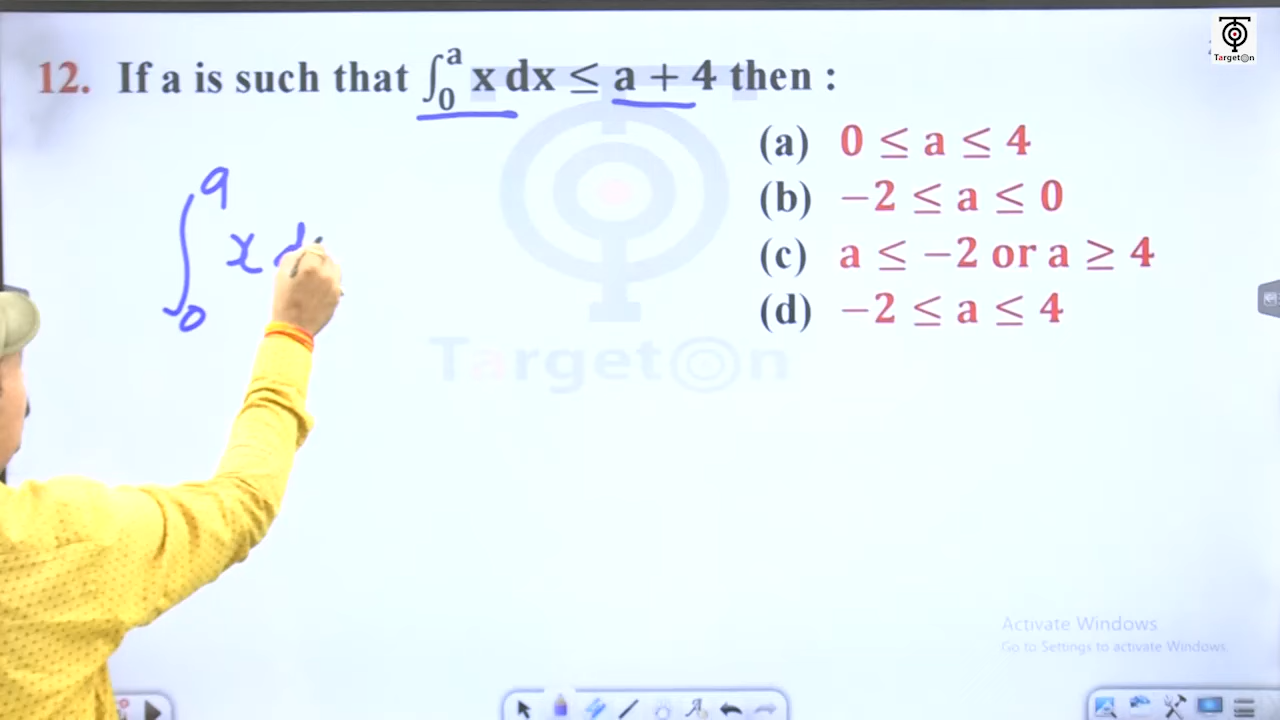 12. If a is such that ∫₀ᵃ x dx ≤ a + 4 then :
(a) 0 ≤ a ≤ 4
(b) −2 ≤ a ≤ 0
(c) a ≤ −2 or a ≥ 4
(d) −2 ≤ a ≤ 4
∫₀ᵃ x d
TargetOn
TargetOn
Activate Windows
Go to Settings to activate Windows.